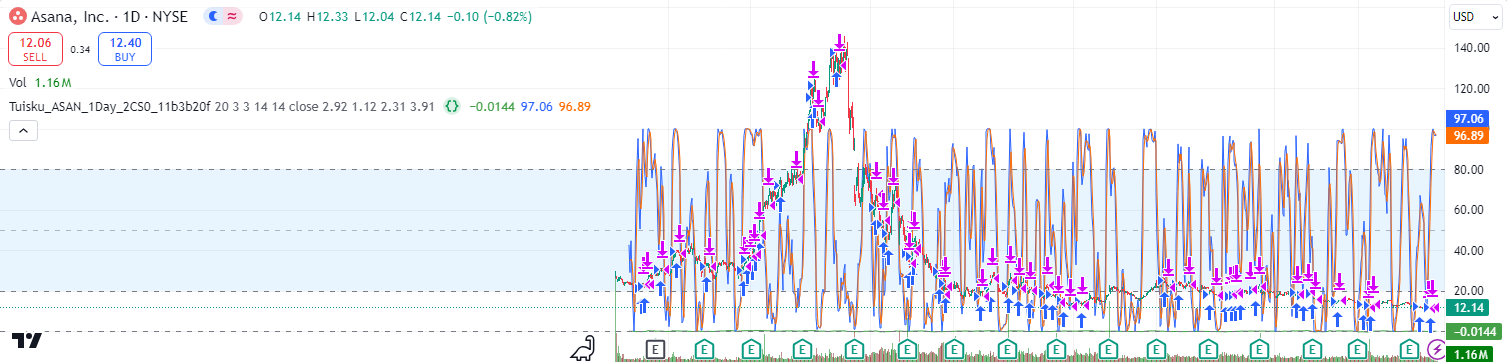 Asana, Inc. · 1D · NYSE O12.14 H12.33 L12.04 C12.14 −0.10 (−0.82%)
USD
12.06
SELL
0.34
12.40
BUY
Vol 1.16M
Tuisku_ASAN_1Day_2CS0_11b3b20f 20 3 3 14 14 close 2.92 1.12 2.31 3.91 {} −0.0144 97.06 96.89
140.00
120.00
97.06
96.89
80.00
60.00
40.00
20.00
12.14
−0.0144
1.16M
E E E E E E E E E E E E E E E E